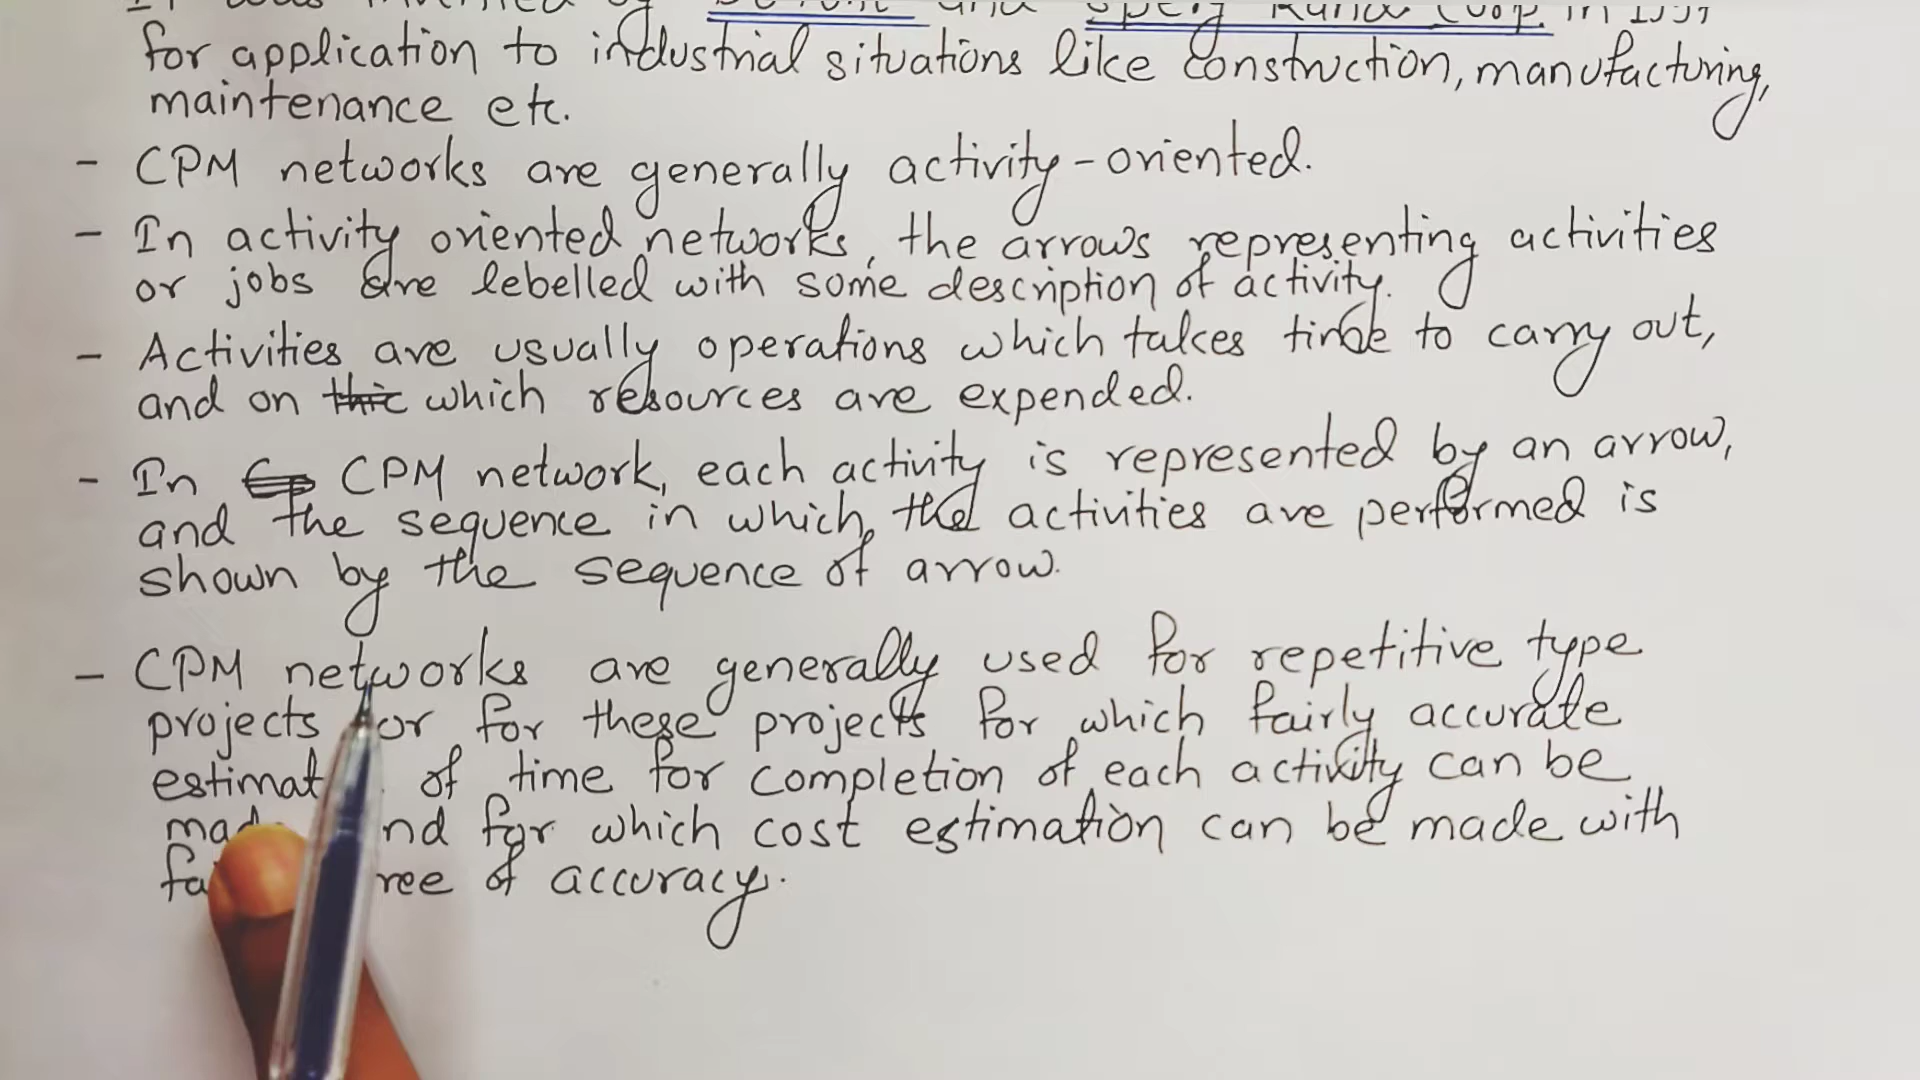 and in
for application to industrial situations like construction, manufacturing,
maintenance etc.
- CPM networks are generally activity-oriented.
- In activity oriented networks, the arrows representing activities
or jobs are lebelled with some description of activity.
- Activities are usually operations which takes time to carry out,
and on which resources are expended.
- In CPM network, each activity is represented by an arrow,
and the sequence in which the activities are performed is
shown by the sequence of arrow.
- CPM networks are generally used for repetitive type
projects or for these projects for which fairly accurate
of time for completion of each activity can be
for which cost estimation can be made with
of accuracy.